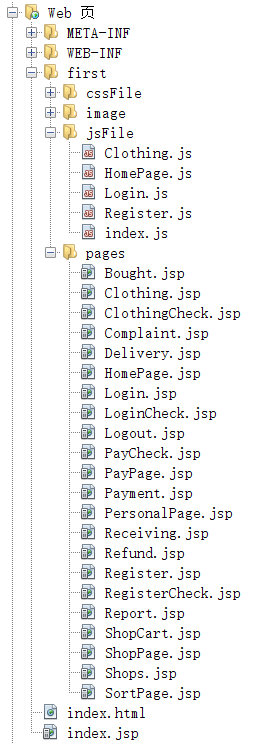 Web 页
META-INF
WEB-INF
first
cssFile
image
jsFile
Clothing.js
HomePage.js
Login.js
Register.js
index.js
pages
Bought.jsp
Clothing.jsp
ClothingCheck.jsp
Complaint.jsp
Delivery.jsp
HomePage.jsp
Login.jsp
LoginCheck.jsp
Logout.jsp
PayCheck.jsp
PayPage.jsp
Payment.jsp
PersonalPage.jsp
Receiving.jsp
Refund.jsp
Register.jsp
RegisterCheck.jsp
Report.jsp
ShopCart.jsp
ShopPage.jsp
Shops.jsp
SortPage.jsp
index.html
index.jsp